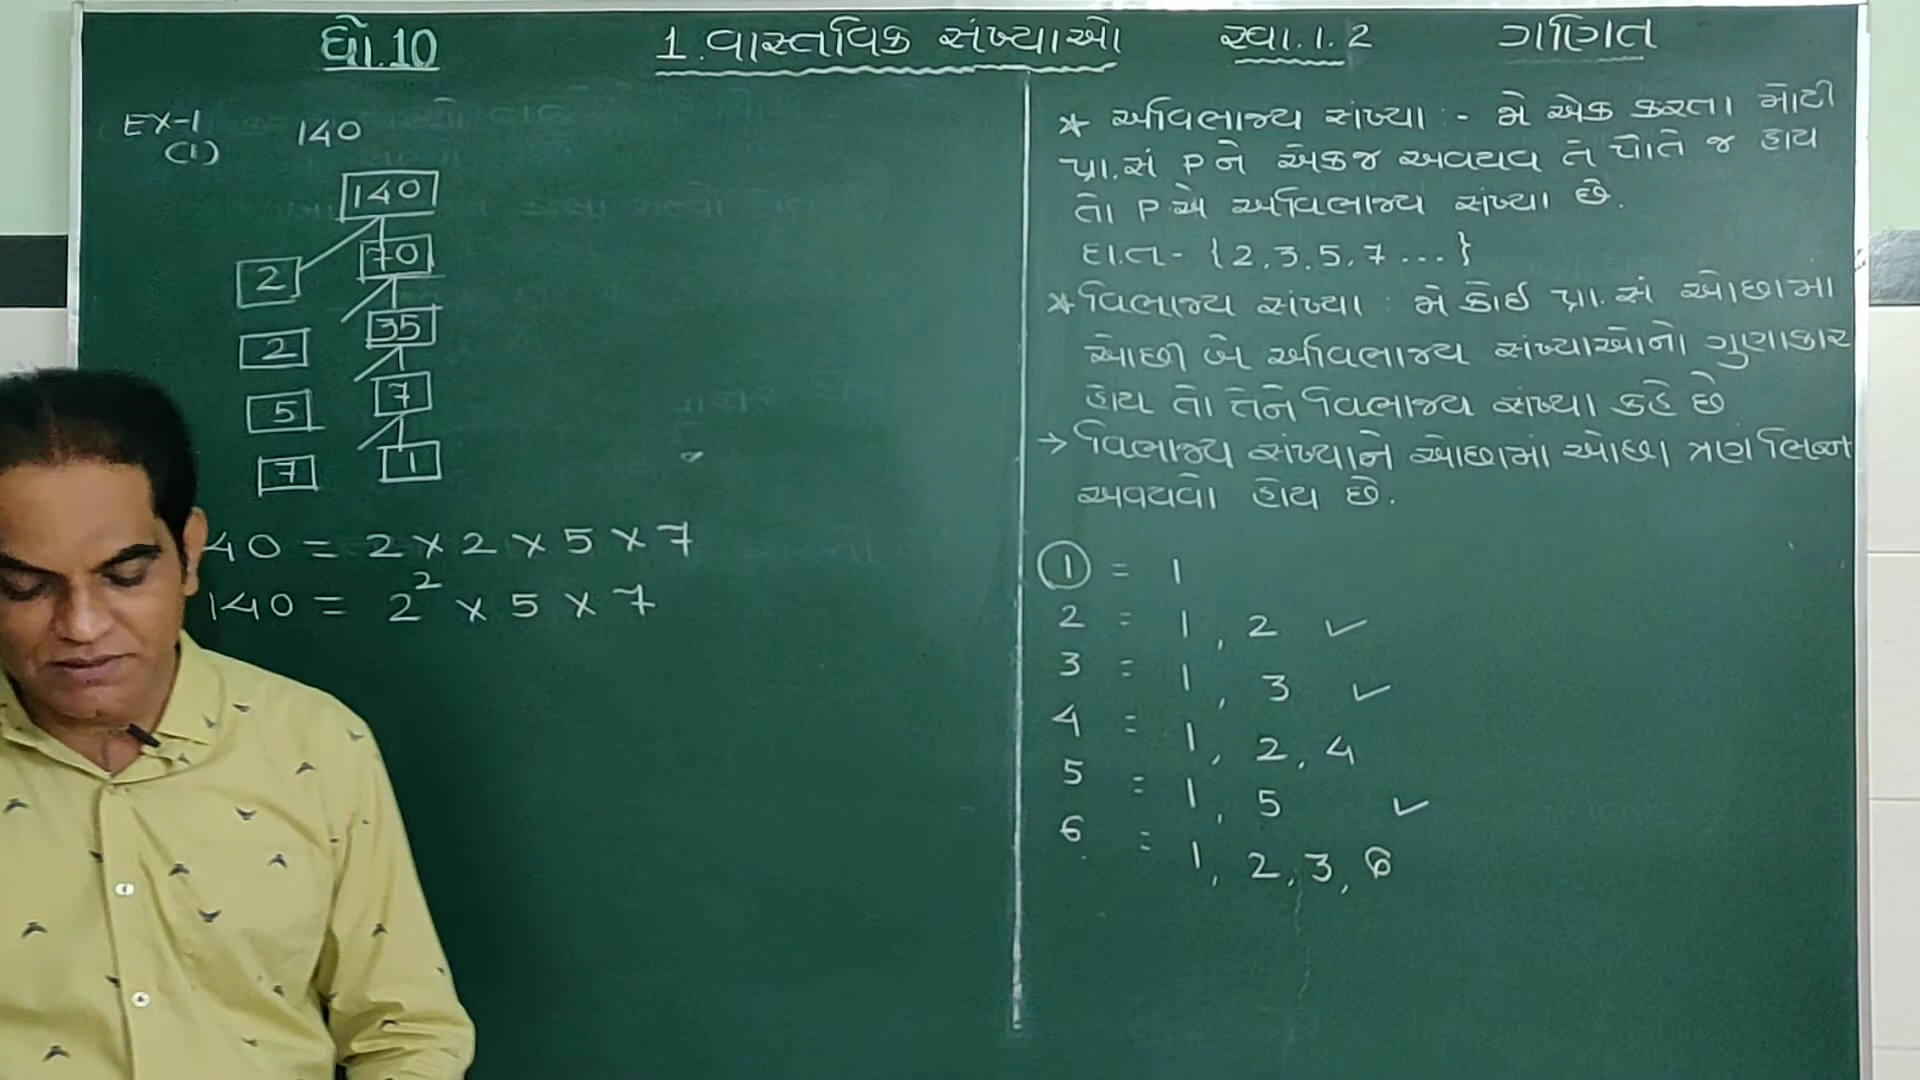 ધો.10
1. વાસ્તવિક સંખ્યાઓ
સ્વા.1.2
ગણિત
EX-1
(1)
140
140
2
70
2
35
5
7
7
1
40 = 2 × 2 × 5 × 7
140 = 2² × 5 × 7
* અવિભાજ્ય સંખ્યા :- જો એક કરતા મોટી
પ્રા.સં P ને એકજ અવયવ તે પોતે જ હોય
તો P એ અવિભાજ્ય સંખ્યા છે.
દા.ત- {2,3,5,7...}
* વિભાજ્ય સંખ્યા : જો કોઈ પ્રા.સં ઓછામા
ઓછી બે અવિભાજ્ય સંખ્યાઓનો ગુણાકાર
હોય તો તેને વિભાજ્ય સંખ્યા કહે છે
→ વિભાજ્ય સંખ્યાને ઓછામાં ઓછા ત્રણ ભિન્ન
અવયવો હોય છે.
1 = 1
2 = 1, 2 ✓
3 = 1, 3 ✓
4 = 1, 2, 4
5 = 1, 5 ✓
6 = 1, 2, 3, 6